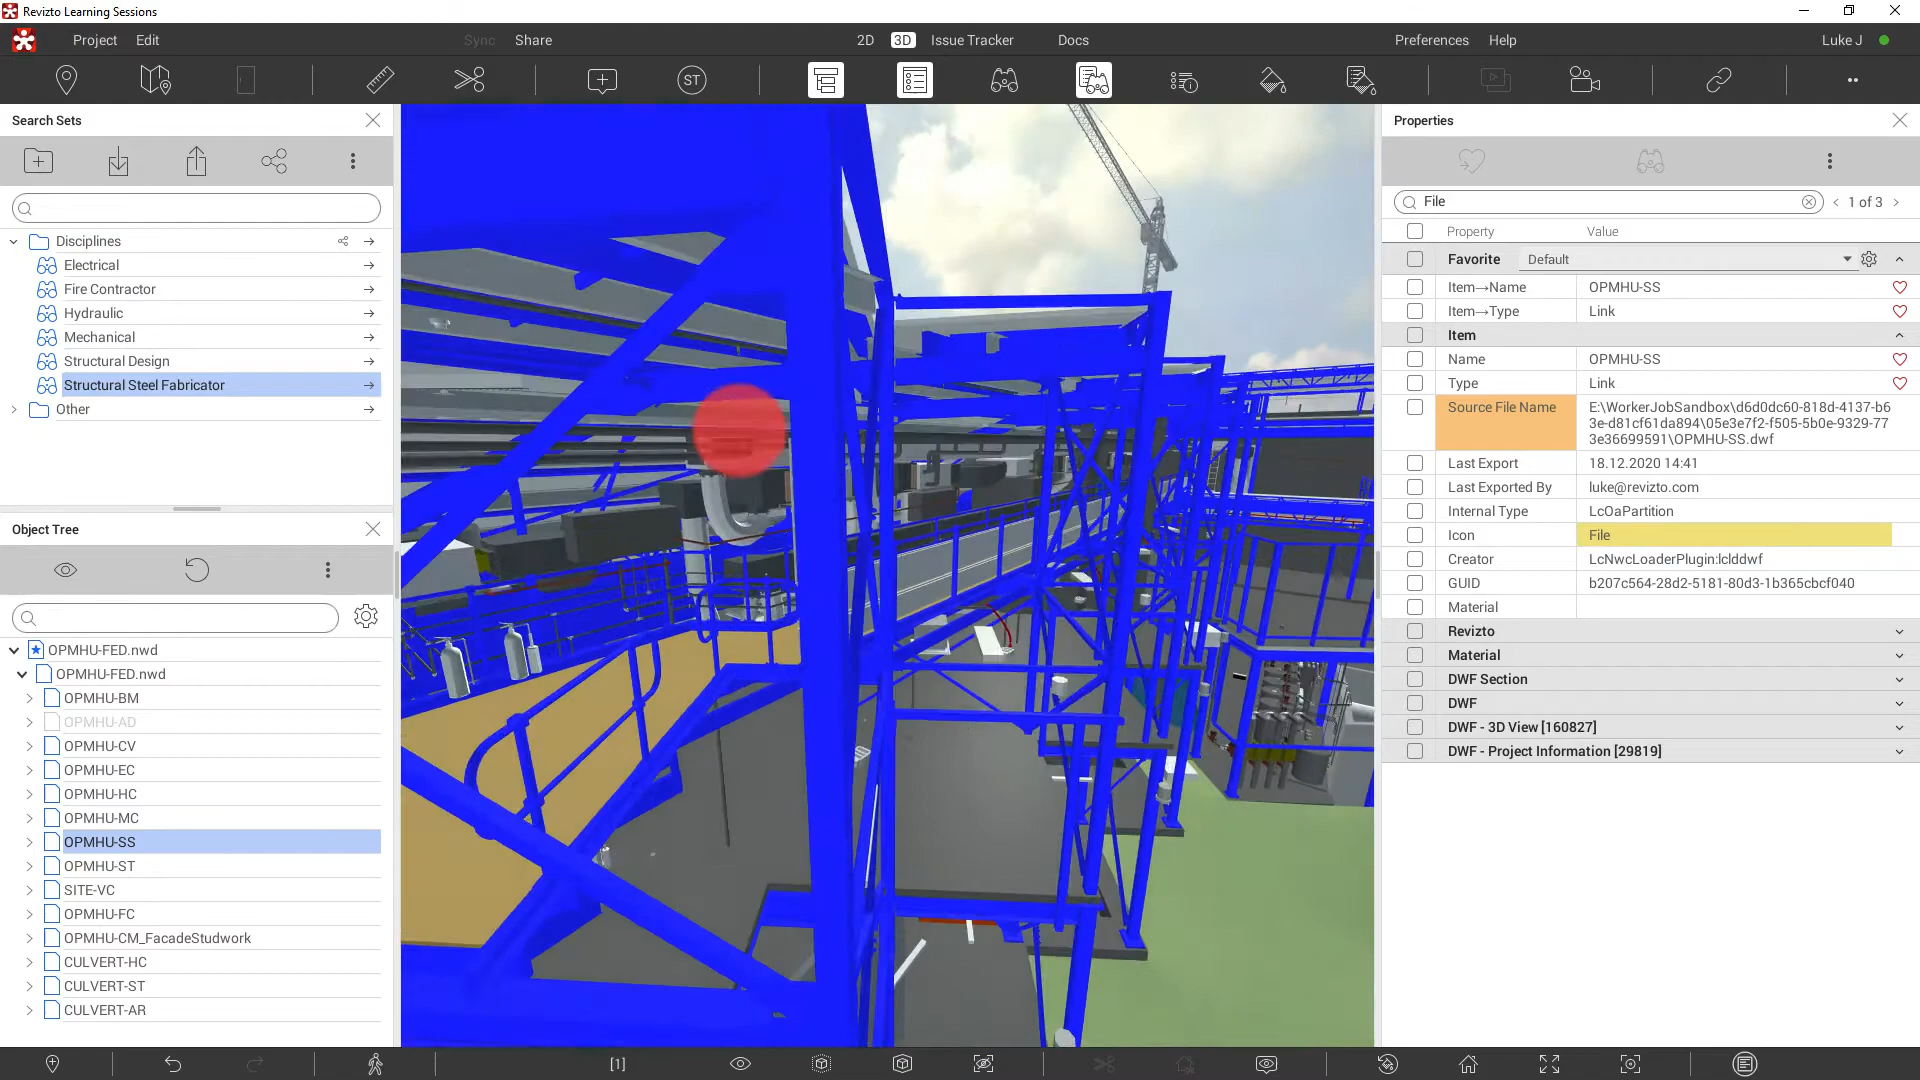 Revizto Learning Sessions
Project Edit Sync Share 2D 3D Issue Tracker Docs Preferences Help Luke J
ST
Search Sets
Disciplines
Electrical
Fire Contractor
Hydraulic
Mechanical
Structural Design
Structural Steel Fabricator
Other
Object Tree
OPMHU-FED.nwd
OPMHU-FED.nwd
OPMHU-BM
OPMHU-AD
OPMHU-CV
OPMHU-EC
OPMHU-HC
OPMHU-MC
OPMHU-SS
OPMHU-ST
SITE-VC
OPMHU-FC
OPMHU-CM_FacadeStudwork
CULVERT-HC
CULVERT-ST
CULVERT-AR
[1]
Properties
File 1 of 3
Property Value
Favorite Default
Item→Name OPMHU-SS
Item→Type Link
Item
Name OPMHU-SS
Type Link
Source File Name E:\WorkerJobSandbox\d6d0dc60-818d-4137-b6
3e-d81cf61da894\05e3e7f2-f505-5b0e-9329-77
3e36699591\OPMHU-SS.dwf
Last Export 18.12.2020 14:41
Last Exported By luke@revizto.com
Internal Type LcOaPartition
Icon File
Creator LcNwcLoaderPlugin:lclddwf
GUID b207c564-28d2-5181-80d3-1b365cbcf040
Material
Revizto
Material
DWF Section
DWF
DWF - 3D View [160827]
DWF - Project Information [29819]